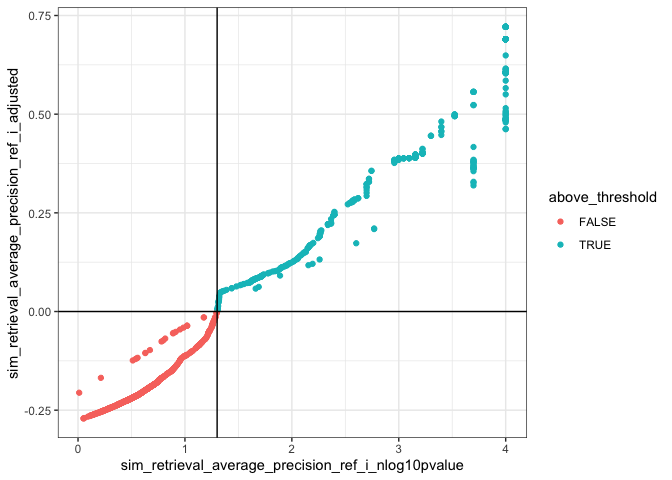 0.75
0.50
0.25
0.00
-0.25
sim_retrieval_average_precision_ref_i_adjusted
0
1
2
3
4
sim_retrieval_average_precision_ref_i_nlog10pvalue
above_threshold
FALSE
TRUE